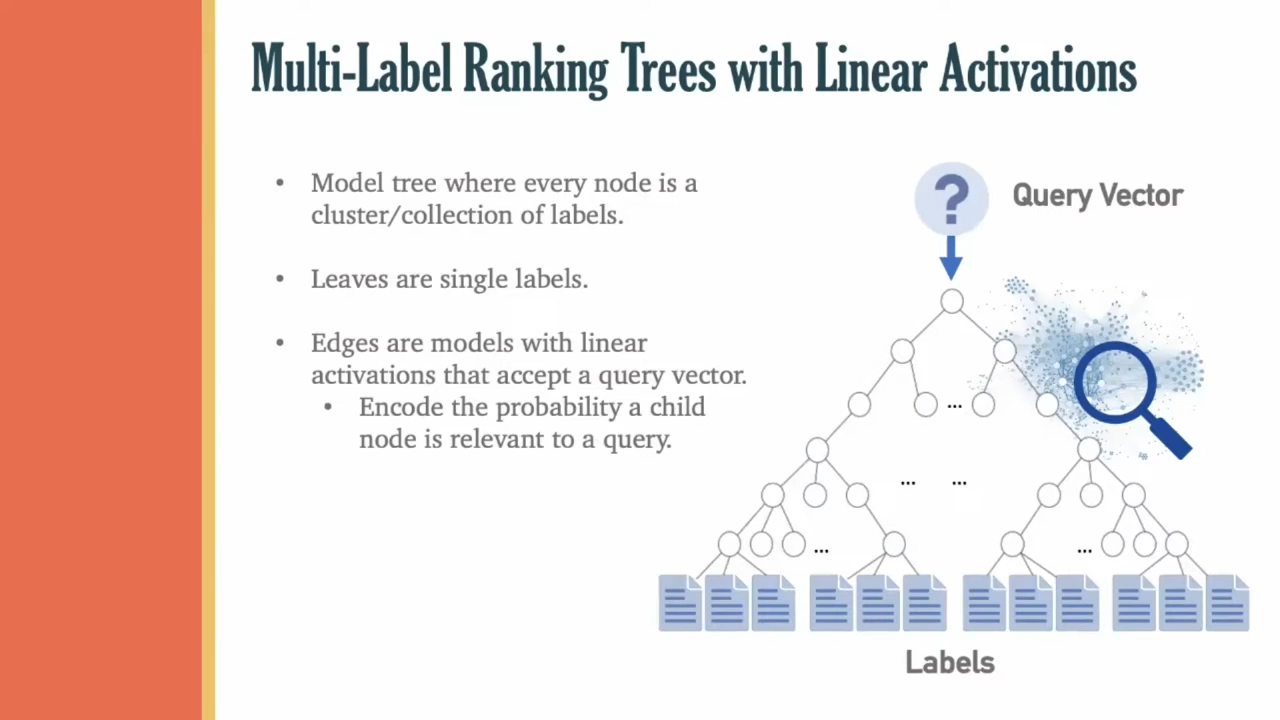 Multi-Label Ranking Trees with Linear Activations
• Model tree where every node is a
cluster/collection of labels.
• Leaves are single labels.
• Edges are models with linear
activations that accept a query vector.
• Encode the probability a child
node is relevant to a query.
?
Query Vector
...
... ...
... ...
Labels